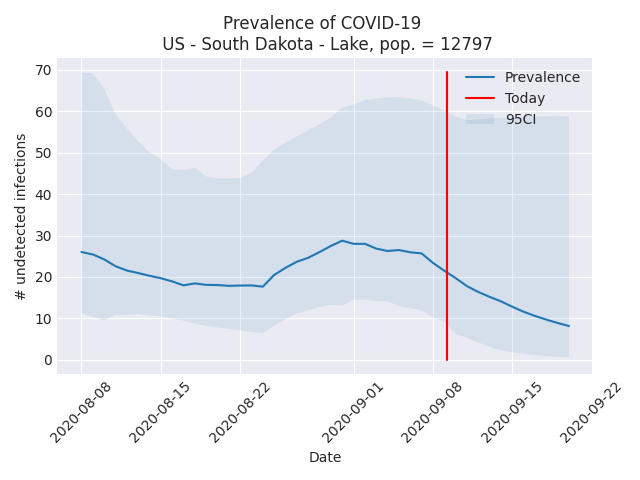 Prevalence of COVID-19
US - South Dakota - Lake, pop. = 12797
# undetected infections
70
60
50
40
30
20
10
0
Prevalence
Today
95CI
2020-08-08
2020-08-15
2020-08-22
2020-09-01
2020-09-08
2020-09-15
2020-09-22
Date